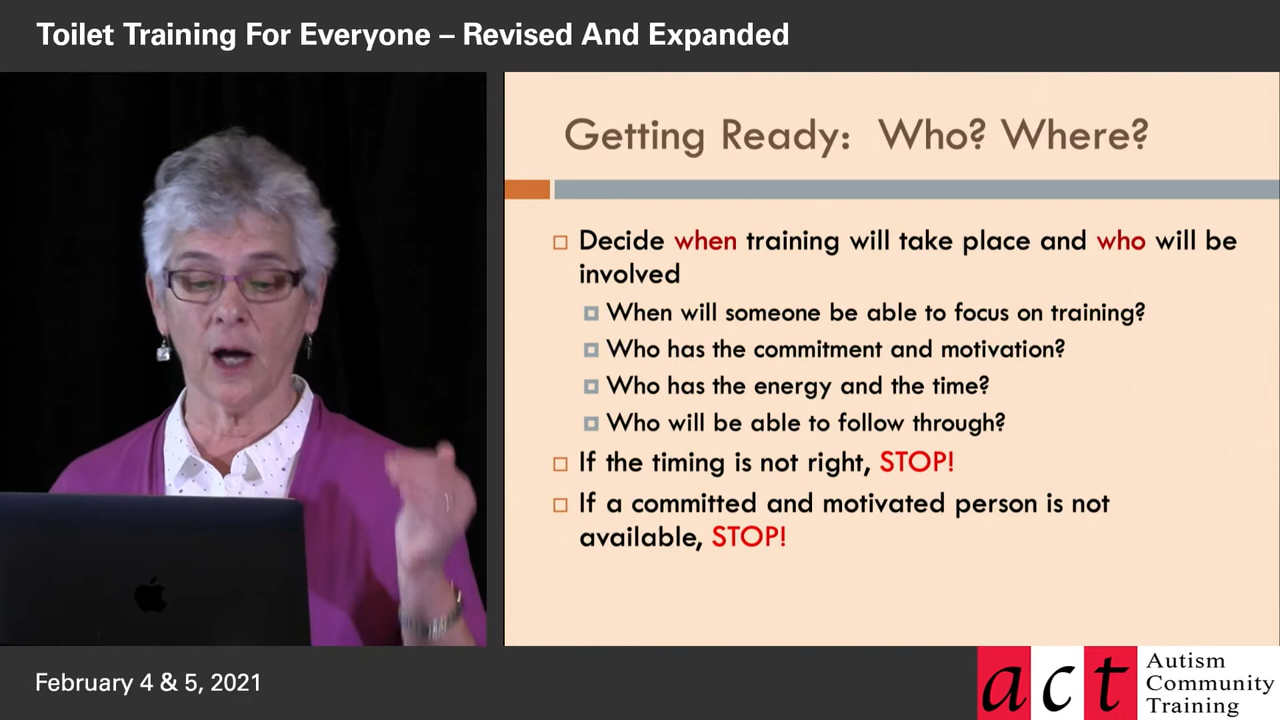 Toilet Training For Everyone – Revised And Expanded
Getting Ready: Who? Where?
Decide when training will take place and who will be
involved
When will someone be able to focus on training?
Who has the commitment and motivation?
Who has the energy and the time?
Who will be able to follow through?
If the timing is not right, STOP!
If a committed and motivated person is not
available, STOP!
February 4 & 5, 2021
act
Autism
Community
Training